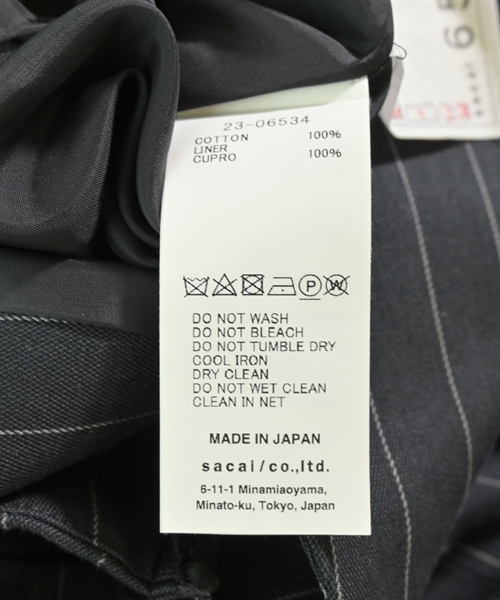 23-06534
COTTON 100%
LINER
CUPRO 100%
P W
DO NOT WASH
DO NOT BLEACH
DO NOT TUMBLE DRY
COOL IRON
DRY CLEAN
DO NOT WET CLEAN
CLEAN IN NET
MADE IN JAPAN
sacai / co., ltd.
6-11-1 Minamiaoyama,
Minato-ku, Tokyo, Japan